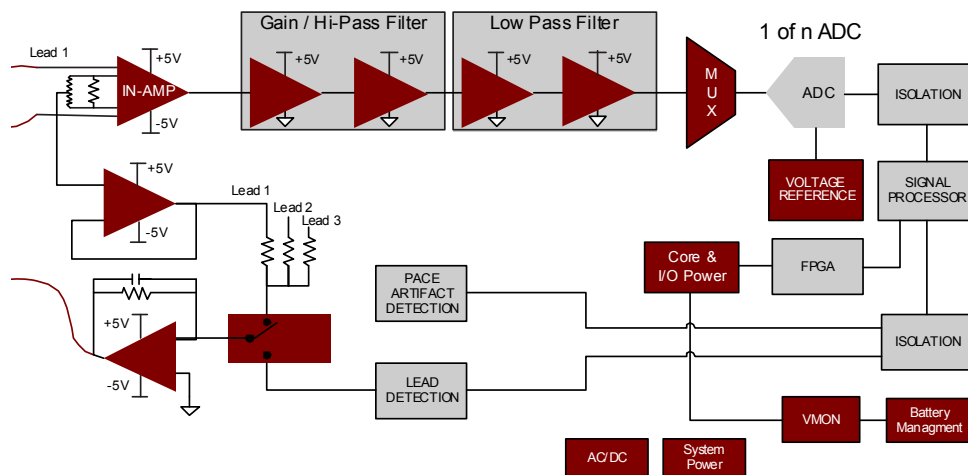 Gain / Hi-Pass Filter
Low Pass Filter
1 of n ADC
Lead 1
+5V
IN-AMP
-5V
+5V
+5V
+5V
+5V
MUX
ADC
ISOLATION
VOLTAGE
REFERENCE
SIGNAL
PROCESSOR
+5V
-5V
Lead 1
Lead 2
Lead 3
Core &
I/O Power
FPGA
PACE
ARTIFACT
DETECTION
+5V
-5V
ISOLATION
LEAD
DETECTION
VMON
Battery
Managment
AC/DC
System
Power